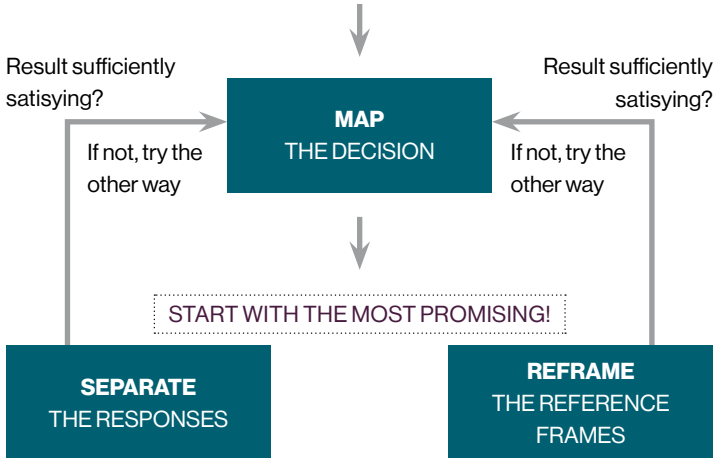 Result sufficiently
satisying?
MAP
THE DECISION
Result sufficiently
satisying?
If not, try the
other way
If not, try the
other way
START WITH THE MOST PROMISING!
SEPARATE
THE RESPONSES
REFRAME
THE REFERENCE
FRAMES